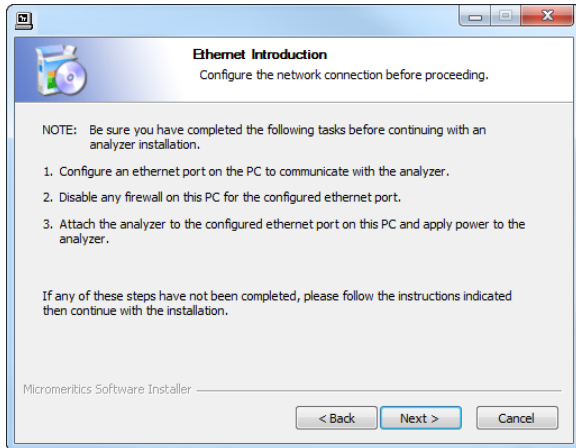 Ethernet Introduction
Configure the network connection before proceeding.
NOTE: Be sure you have completed the following tasks before continuing with an
analyzer installation.
1. Configure an ethernet port on the PC to communicate with the analyzer.
2. Disable any firewall on this PC for the configured ethernet port.
3. Attach the analyzer to the configured ethernet port on this PC and apply power to the
analyzer.
If any of these steps have not been completed, please follow the instructions indicated
then continue with the installation.
Micromeritics Software Installer
< Back Next > Cancel